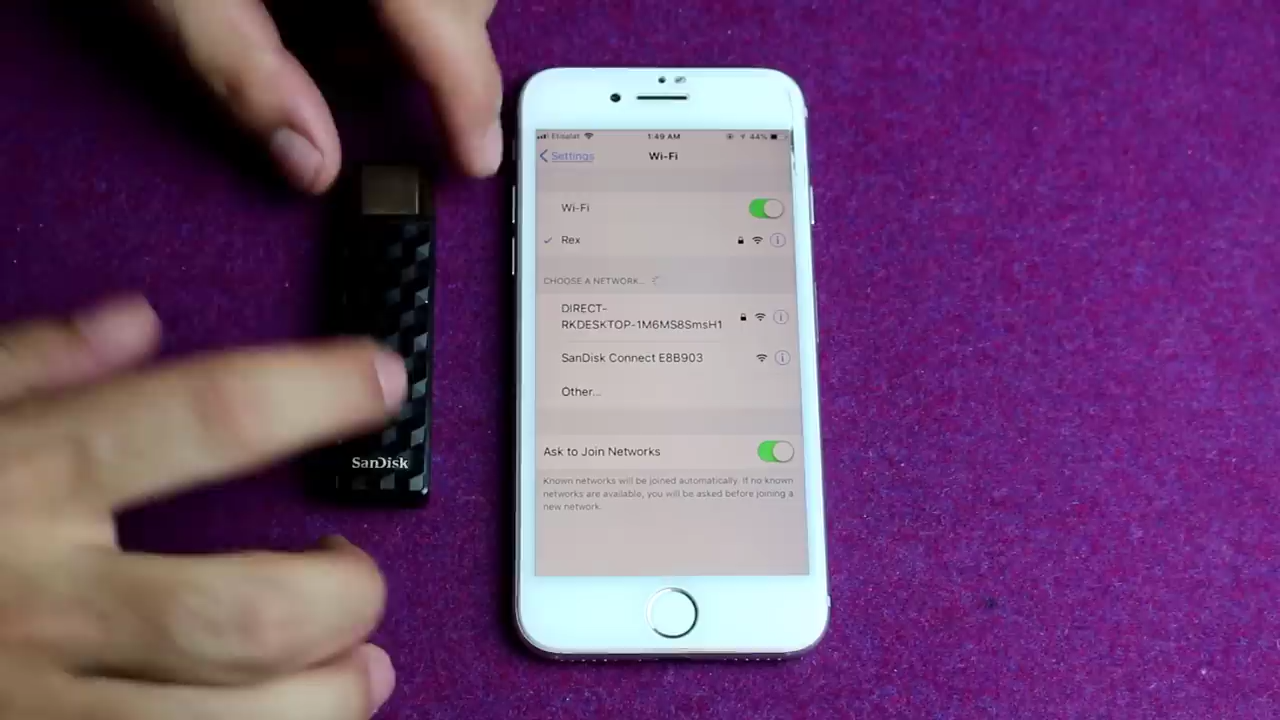 Etisalat 1:49 AM 44%
Settings Wi-Fi
Wi-Fi
Rex
CHOOSE A NETWORK...
DIRECT-
RKDESKTOP-1M6MS8SmsH1
SanDisk Connect E8B903
Other...
Ask to Join Networks
Known networks will be joined automatically. If no known
networks are available, you will be asked before joining a
new network.
SanDisk